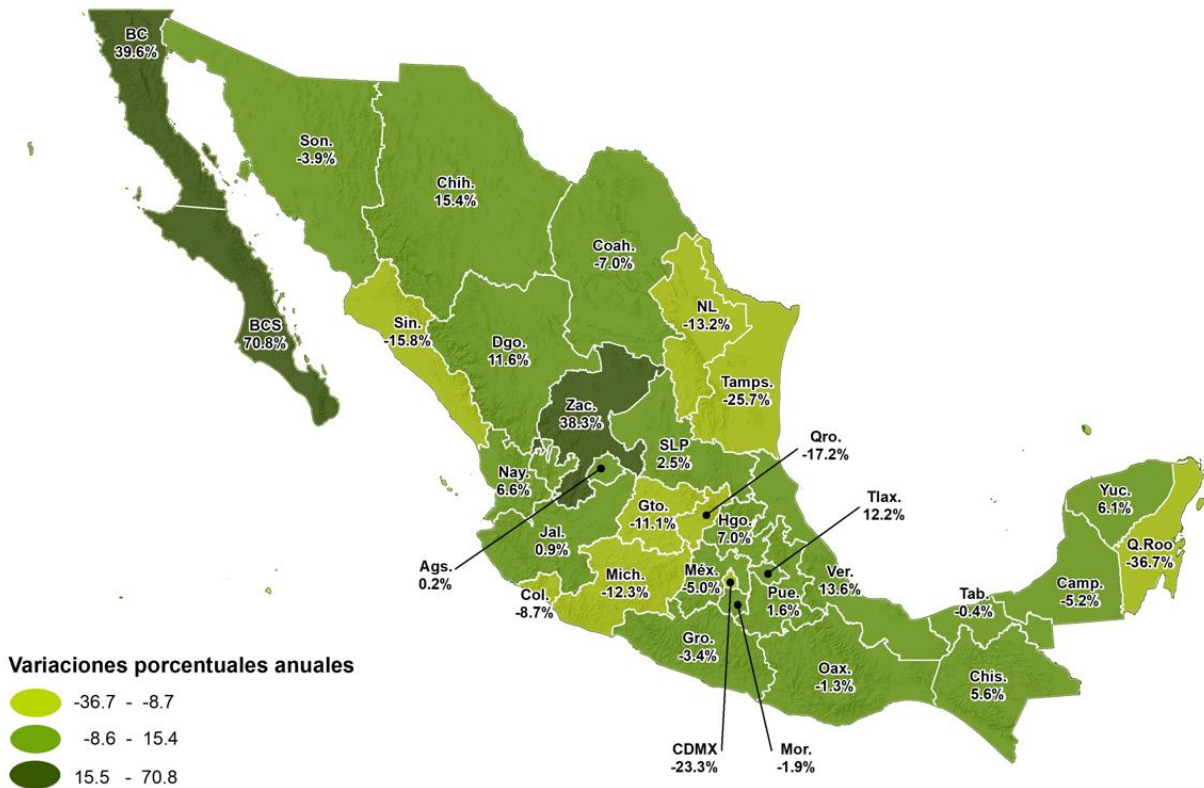 BC
39.6%
Son.
-3.9%
Chih.
15.4%
Coah.
-7.0%
BCS
70.8%
Sin.
-15.8%
Dgo.
11.6%
NL
-13.2%
Tamps.
-25.7%
Zac.
38.3%
SLP
2.5%
Qro.
-17.2%
Nay.
6.6%
Gto.
-11.1%
Hgo.
7.0%
Tlax.
12.2%
Yuc.
6.1%
Q.Roo
-36.7%
Jal.
0.9%
Ags.
0.2%
Col.
-8.7%
Mich.
-12.3%
Méx.
-5.0%
Pue.
1.6%
Ver.
13.6%
Tab.
-0.4%
Camp.
-5.2%
Gro.
-3.4%
Oax.
-1.3%
Chis.
5.6%
CDMX
-23.3%
Mor.
-1.9%
Variaciones porcentuales anuales
-36.7 - -8.7
-8.6 - 15.4
15.5 - 70.8